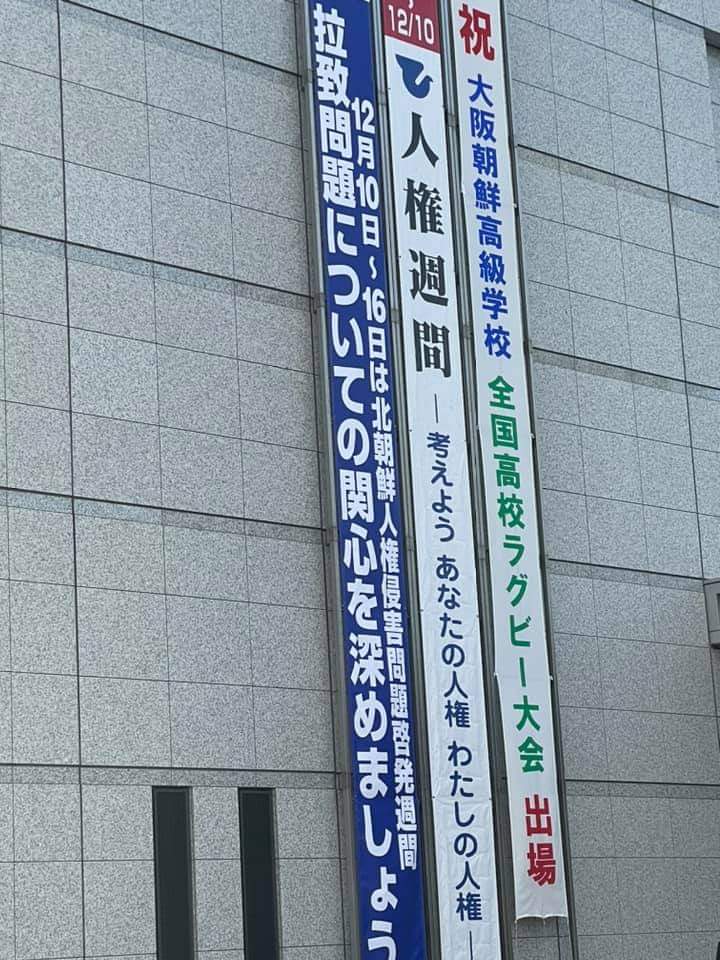 祝 大阪朝鮮高級学校 全国高校ラグビー大会 出場
12/10
人権週間 ― 考えよう あなたの人権 わたしの人権 ―
12月10日～16日は北朝鮮人権侵害問題啓発週間
拉致問題についての関心を深めましょう